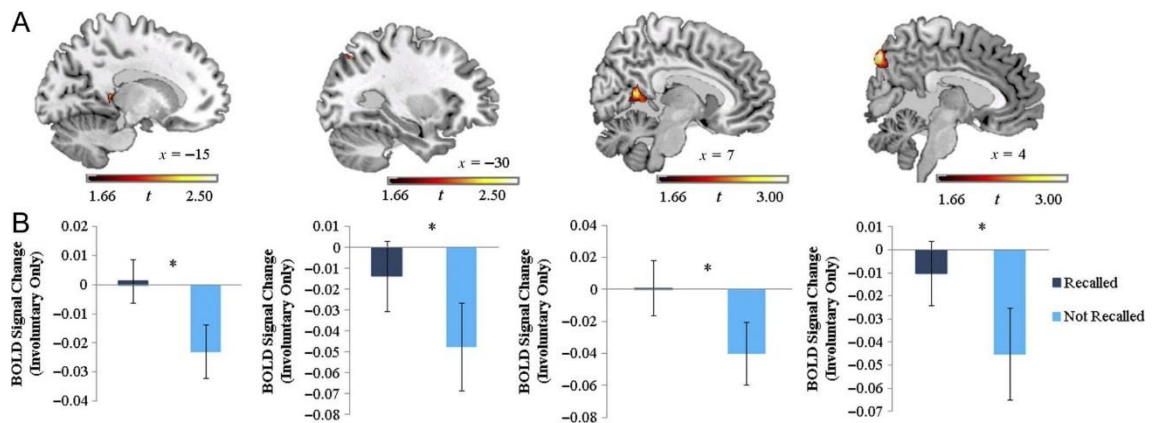 A
x = −15
x = −30
x = 7
x = 4
1.66 t 2.50
1.66 t 2.50
1.66 t 3.00
1.66 t 3.00
B
BOLD Signal Change
(Involuntary Only)
0.02
0.01
0
−0.01
−0.02
−0.03
−0.04
*
BOLD Signal Change
(Involuntary Only)
0.01
0
−0.01
−0.02
−0.03
−0.04
−0.05
−0.06
−0.07
−0.08
*
BOLD Signal Change
(Involuntary Only)
0.04
0.02
0
−0.02
−0.04
−0.06
−0.08
*
BOLD Signal Change
(Involuntary Only)
0.01
0
−0.01
−0.02
−0.03
−0.04
−0.05
−0.06
−0.07
*
Recalled
Not Recalled